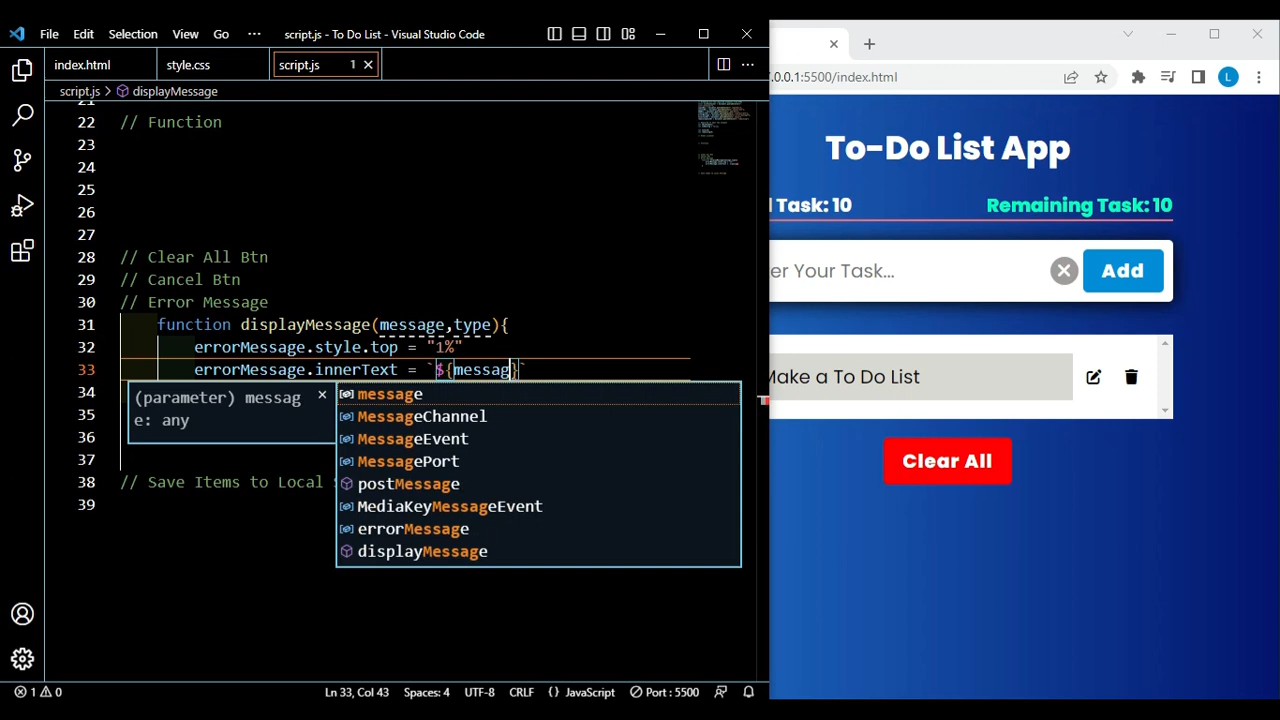 File Edit Selection View Go ··· script.js - To Do List - Visual Studio Code
index.html style.css script.js 1
script.js > displayMessage
21
22 // Function
23
24
25
26
27
28 // Clear All Btn
29 // Cancel Btn
30 // Error Message
31 function displayMessage(message,type){
32 errorMessage.style.top = "1%"
33 errorMessage.innerText = `${messag}`
34
35
36
37
38 // Save Items to Local S
39
(parameter) messag
e: any
message
MessageChannel
MessageEvent
MessagePort
postMessage
MediaKeyMessageEvent
errorMessage
displayMessage
1 0 Ln 33, Col 43 Spaces: 4 UTF-8 CRLF {} JavaScript Port : 5500
.0.0.1:5500/index.html L
To-Do List App
l Task: 10 Remaining Task: 10
er Your Task... Add
Make a To Do List
Clear All